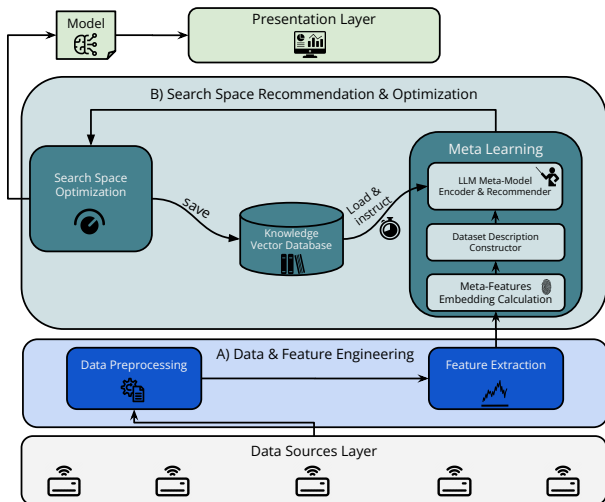 Model
Presentation Layer
B) Search Space Recommendation & Optimization
Search Space
Optimization
save
Knowledge
Vector Database
Load &
instruct
Meta Learning
LLM Meta-Model
Encoder & Recommender
Dataset Description
Constructor
Meta-Features
Embedding Calculation
A) Data & Feature Engineering
Data Preprocessing
Feature Extraction
Data Sources Layer